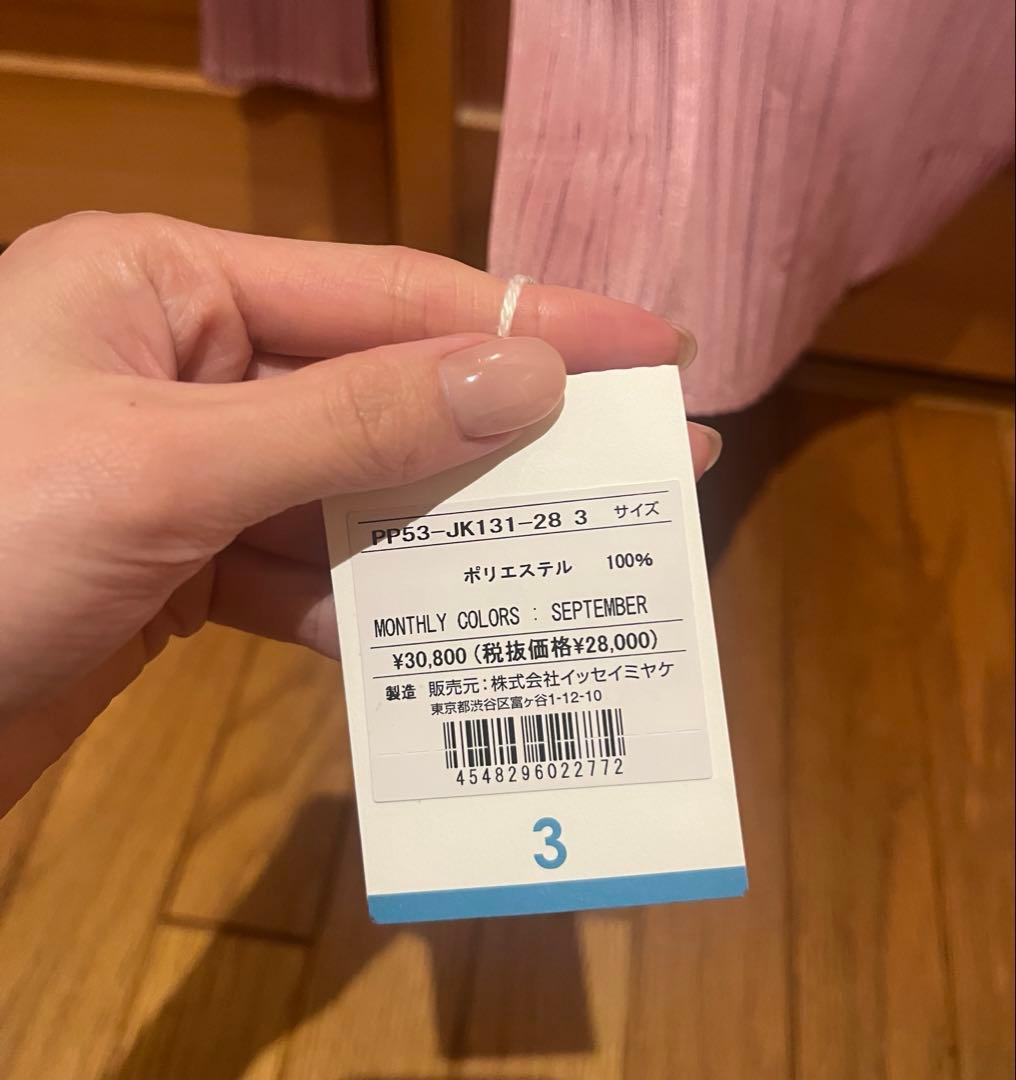 PP53-JK131-28 3 サイズ
ポリエステル 100%
MONTHLY COLORS : SEPTEMBER
¥30,800 (税抜価格¥28,000)
製造 販売元:株式会社イッセイミヤケ
東京都渋谷区富ヶ谷1-12-10
4548296022772
3